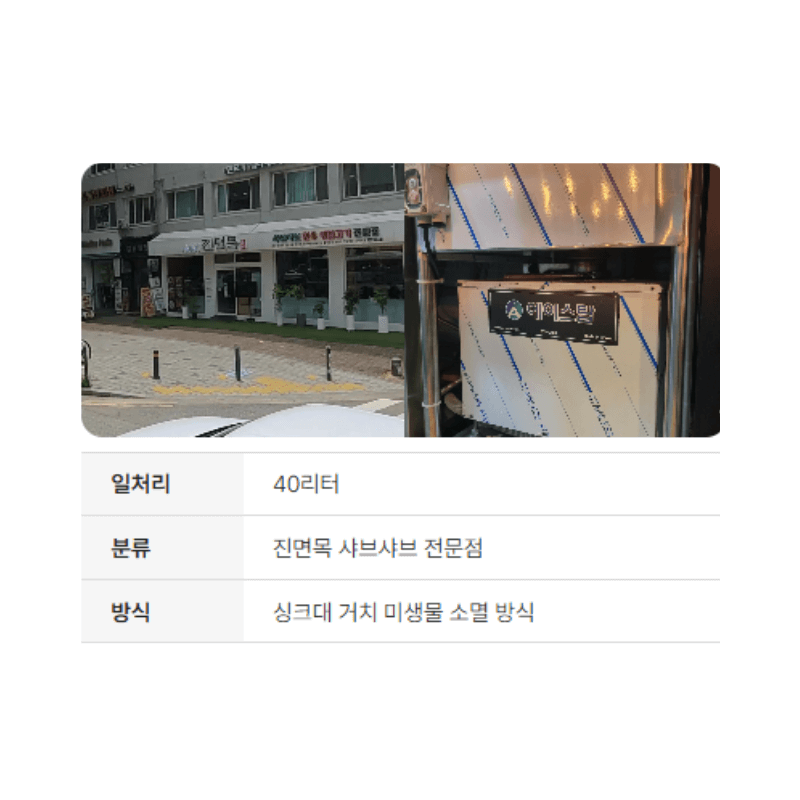 진면목
에이스팜
일처리 40리터
분류 진면목 샤브샤브 전문점
방식 싱크대 거치 미생물 소멸 방식